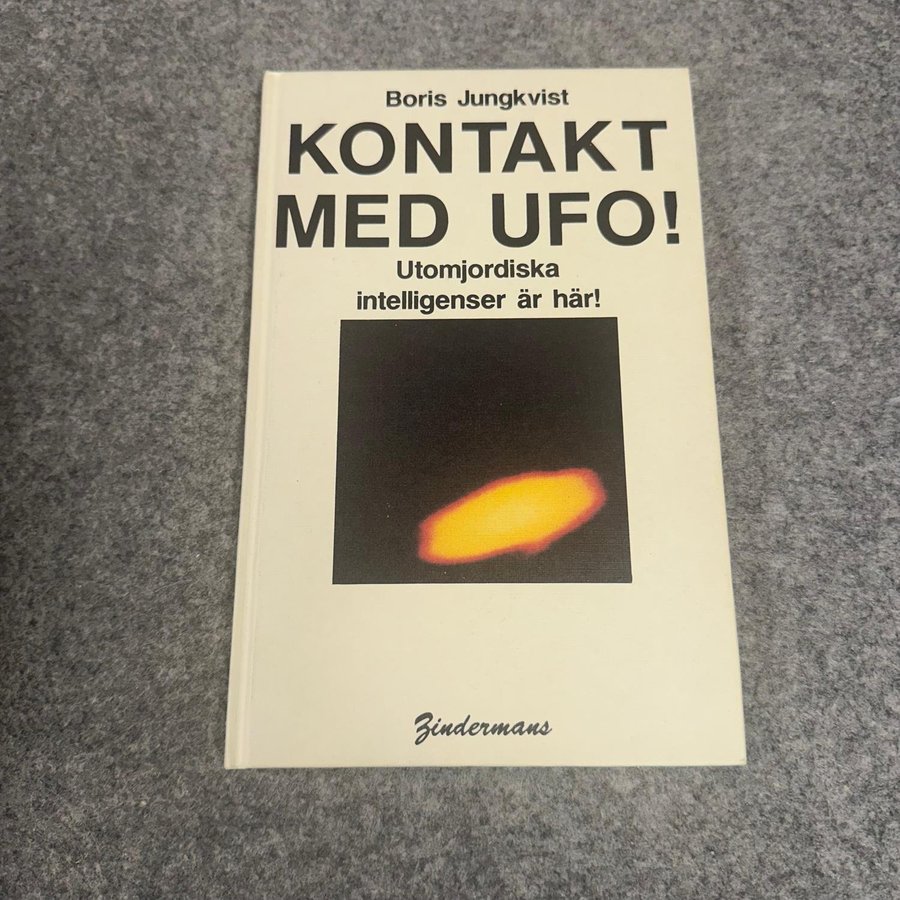 Boris Jungkvist
KONTAKT
MED UFO!
Utomjordiska
intelligenser är här!
Zindermans